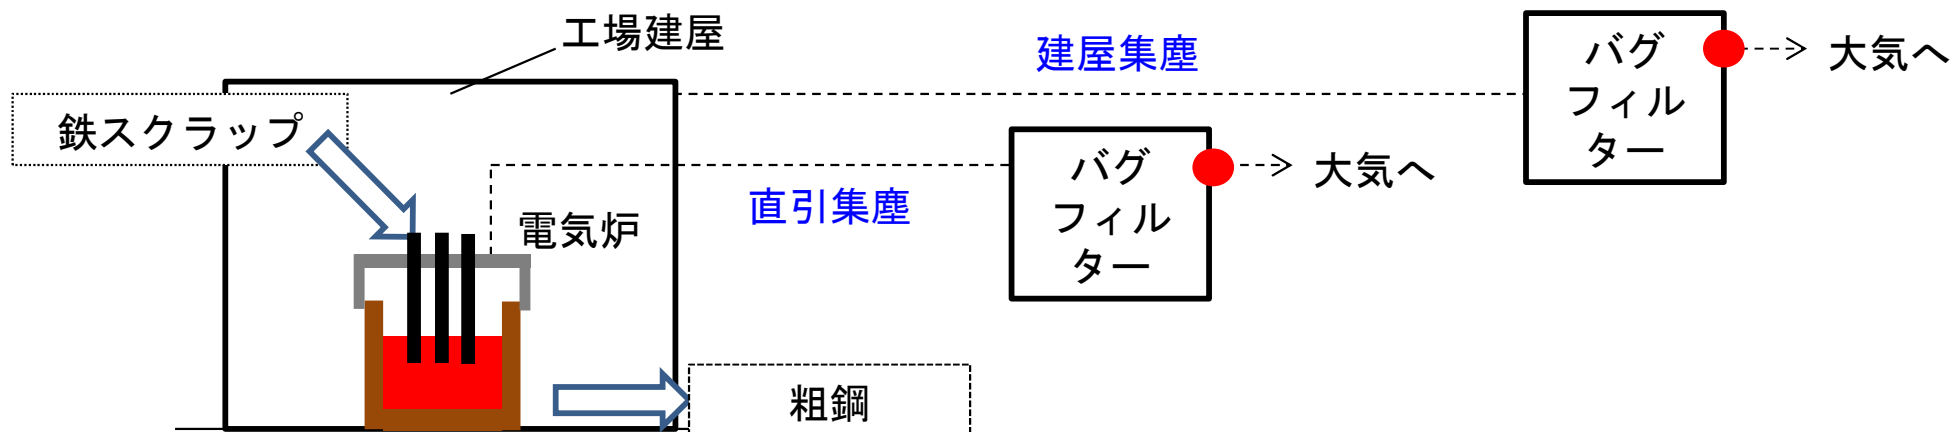 工場建屋
建屋集塵
バグ
フィル
ター
大気へ
鉄スクラップ
バグ
フィル
ター
大気へ
直引集塵
電気炉
粗鋼